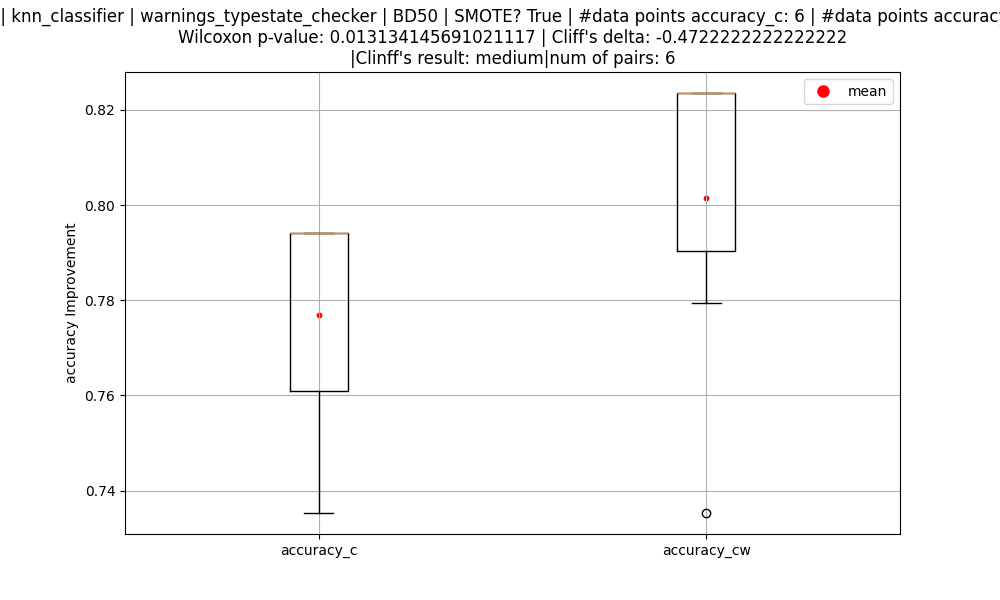 | knn_classifier | warnings_typestate_checker | BD50 | SMOTE? True | #data points accuracy_c: 6 | #data points
Wilcoxon p-value: 0.013134145691021117 | Cliff's delta: -0.4722222222222222
|Clinff's result: medium|num of pairs: 6
mean
0.82
0.80
0.78
0.76
0.74
accuracy Improvement
accuracy_c
accuracy_cw